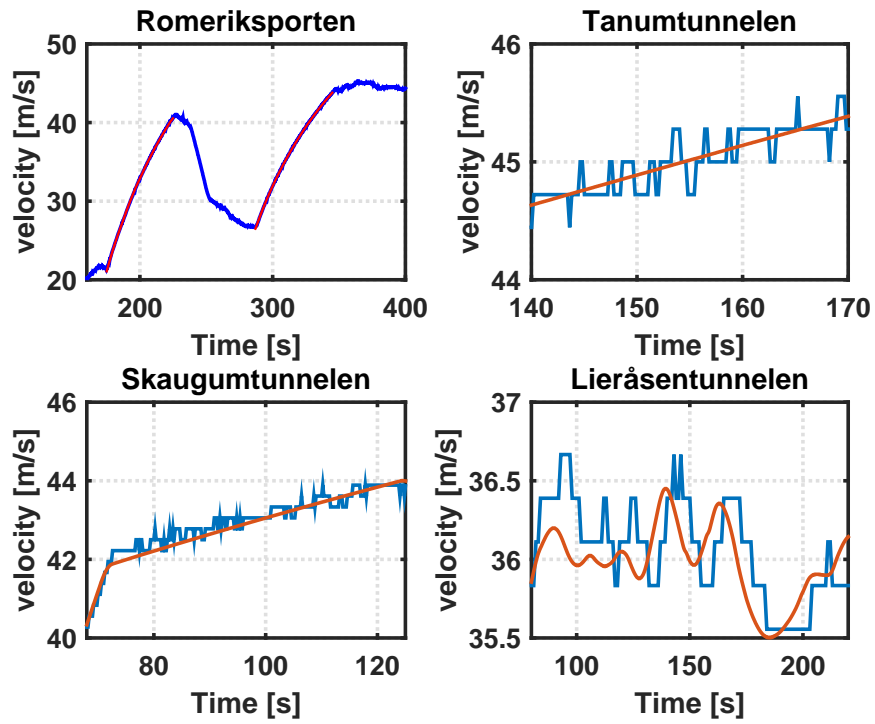 Romeriksporten
velocity [m/s]
50
40
30
20
200 300 400
Time [s]
Tanumtunnelen
velocity [m/s]
46
45
44
140 150 160 170
Time [s]
Skaugumtunnelen
velocity [m/s]
46
44
42
40
80 100 120
Time [s]
Lieråsentunnelen
velocity [m/s]
37
36.5
36
35.5
100 150 200
Time [s]